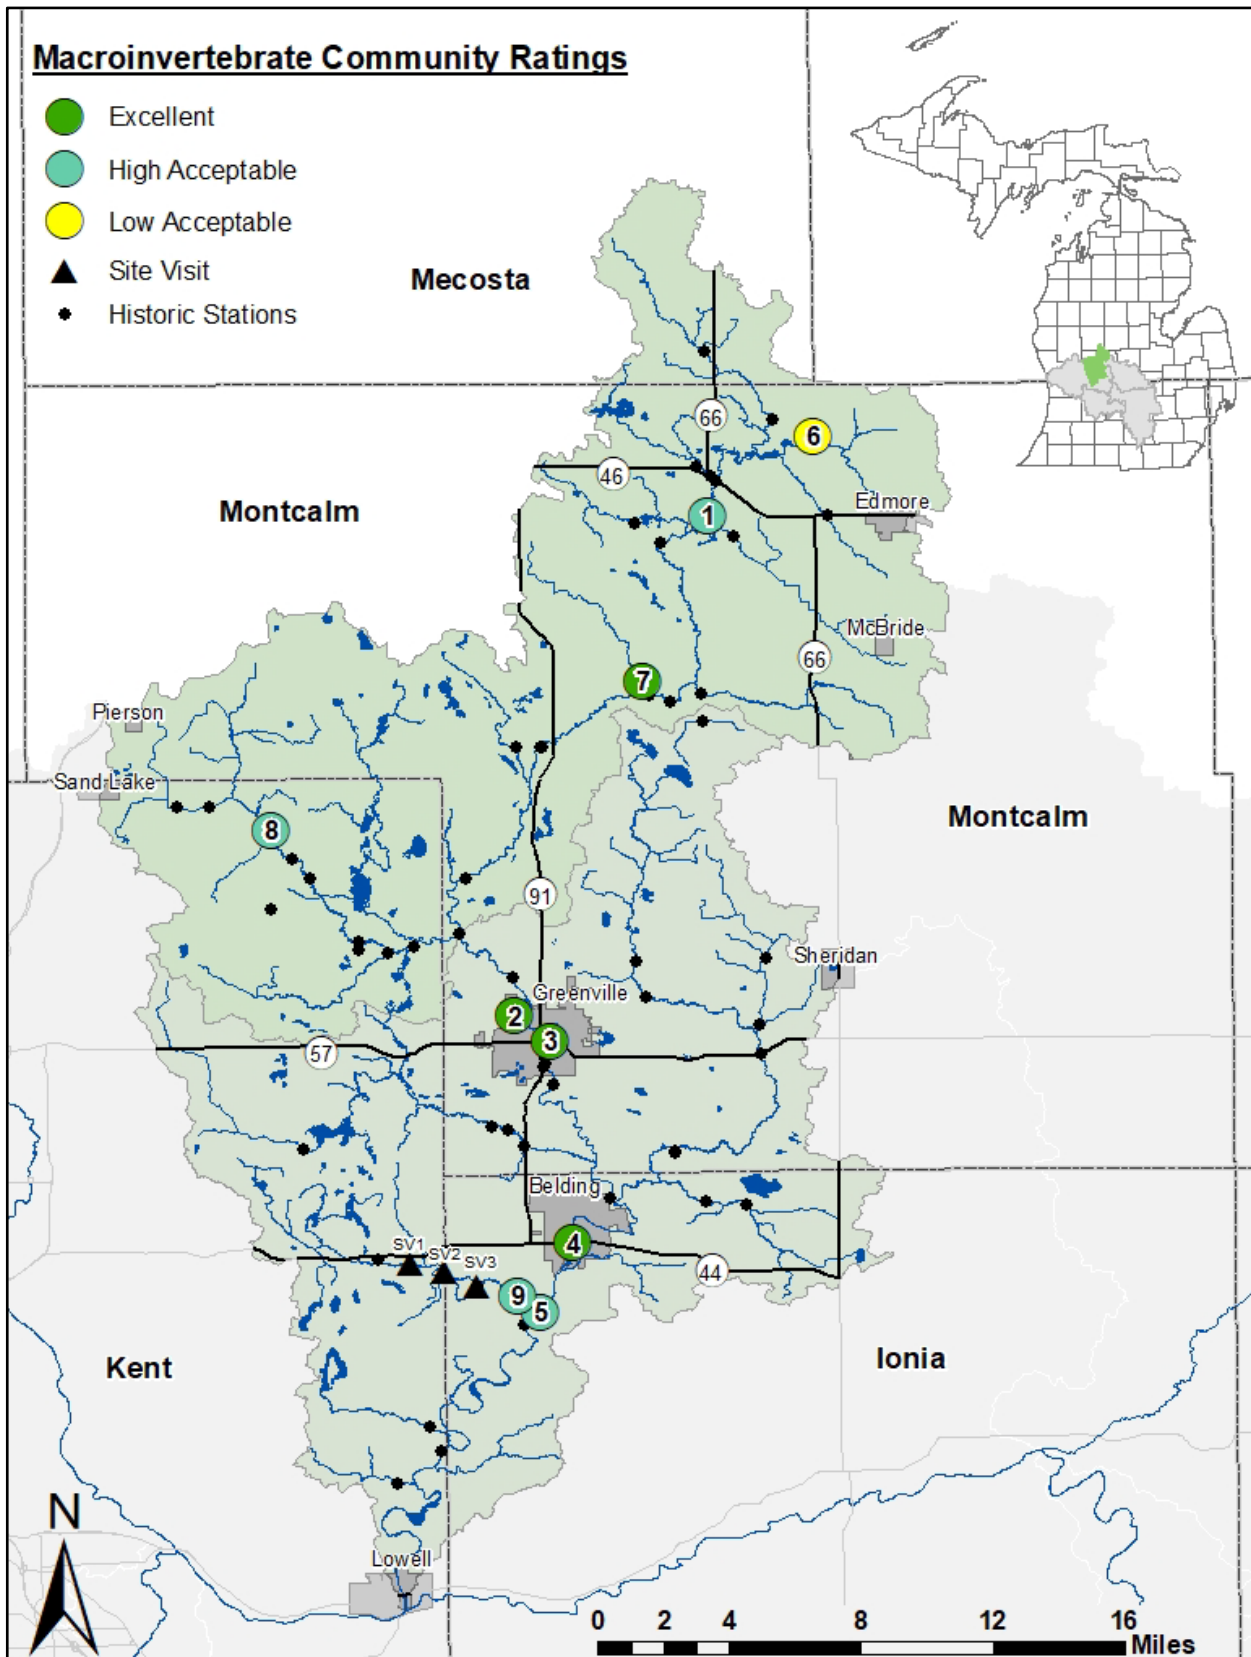 Macroinvertebrate Community Ratings
Excellent
High Acceptable
Low Acceptable
Site Visit
Historic Stations
Mecosta
66
6
46
Edmore
Montcalm
1
McBride
66
7
Pierson
Sand Lake
Montcalm
8
91
Sheridan
Greenville
2
3
57
Belding
4
SV1
SV2
SV3
44
9
5
Kent
Ionia
N
Lowell
0 2 4 8 12 16
Miles